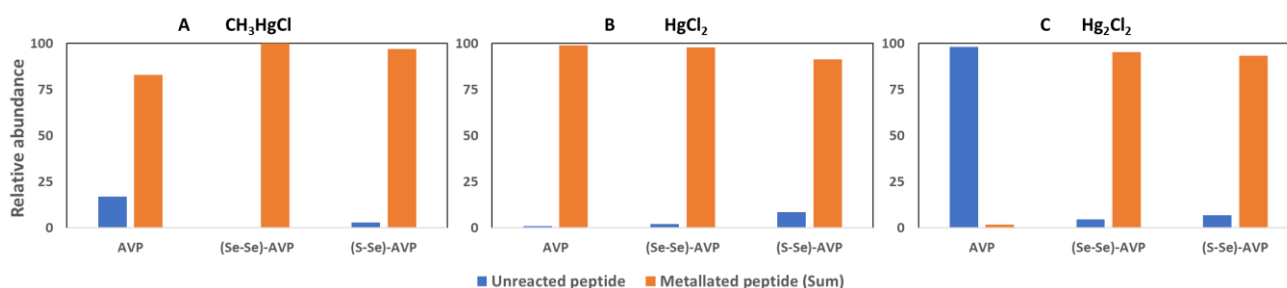 A CH₃HgCl
B HgCl₂
C Hg₂Cl₂
Relative abundance
100
75
50
25
0
AVP
(Se-Se)-AVP
(S-Se)-AVP
100
75
50
25
0
AVP
(Se-Se)-AVP
(S-Se)-AVP
100
75
50
25
0
AVP
(Se-Se)-AVP
(S-Se)-AVP
Unreacted peptide
Metallated peptide (Sum)